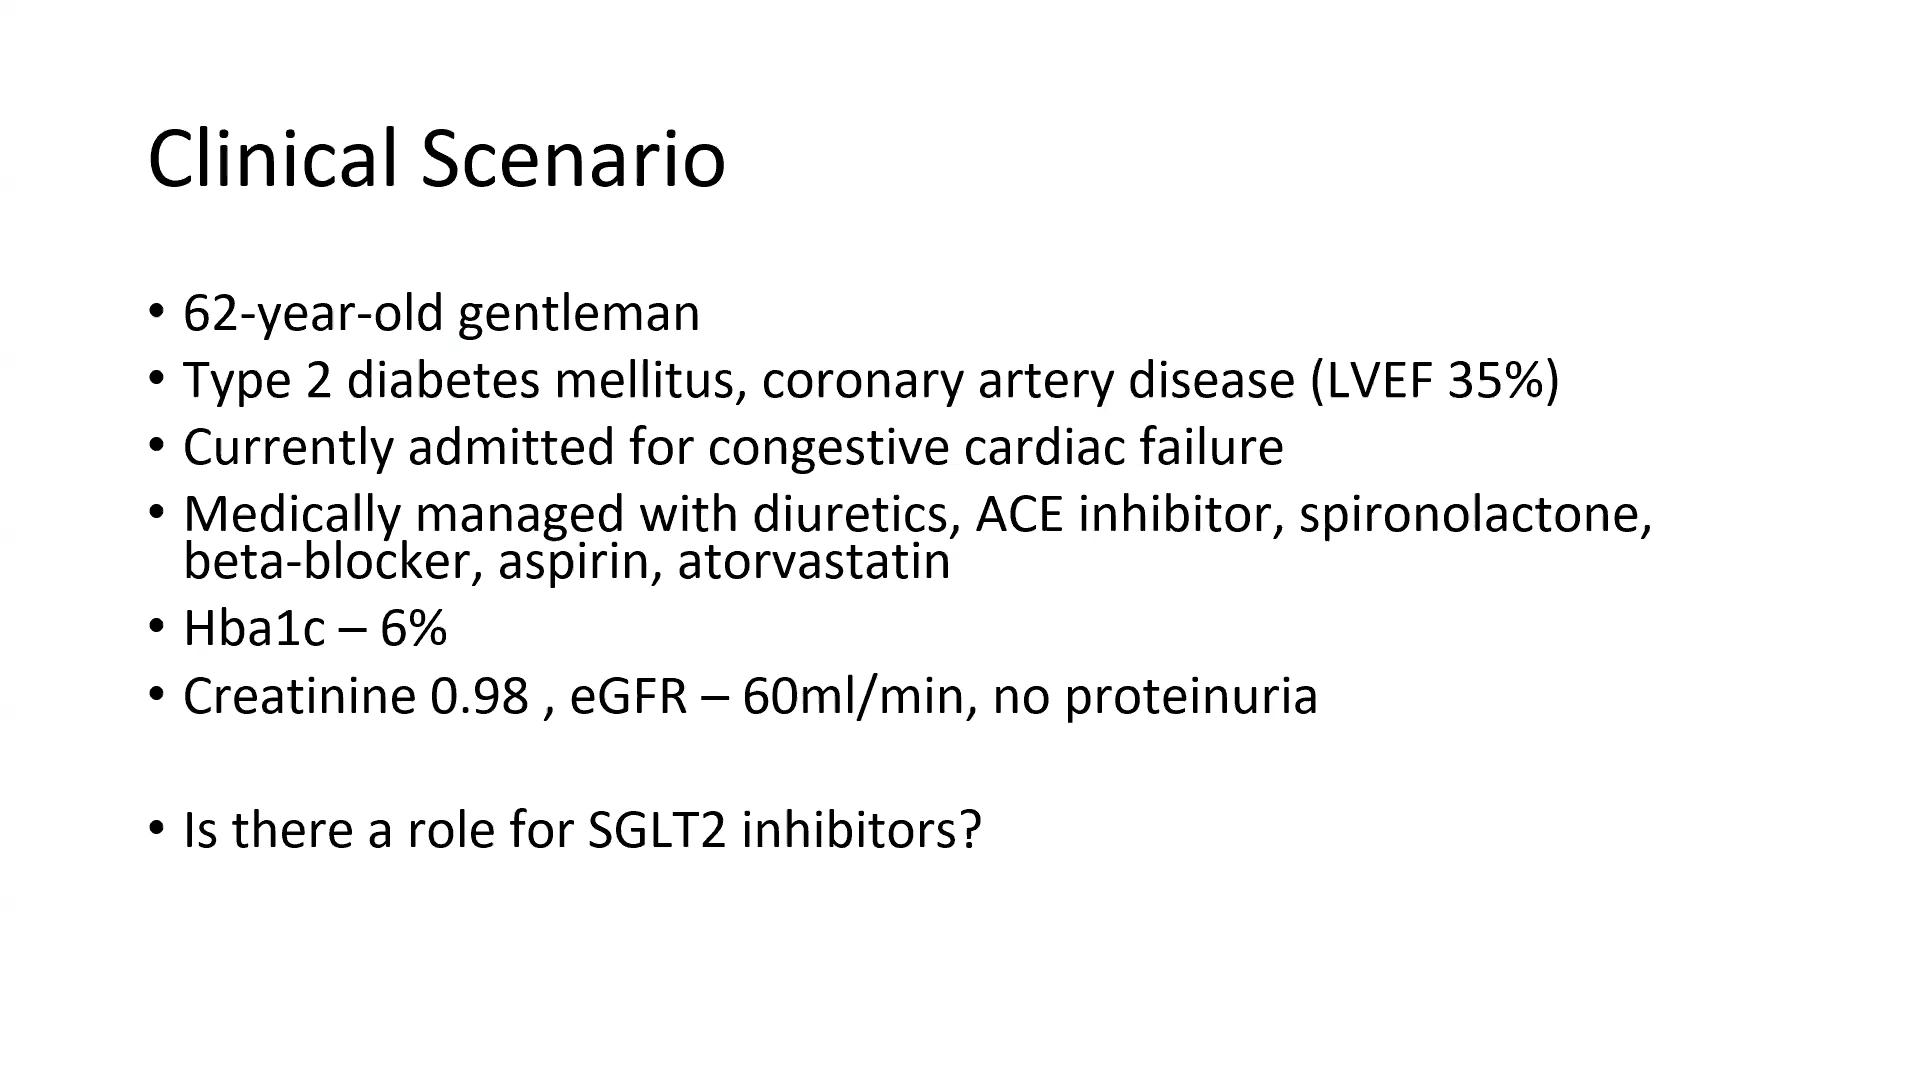 Clinical Scenario
• 62-year-old gentleman
• Type 2 diabetes mellitus, coronary artery disease (LVEF 35%)
• Currently admitted for congestive cardiac failure
• Medically managed with diuretics, ACE inhibitor, spironolactone,
beta-blocker, aspirin, atorvastatin
• Hba1c – 6%
• Creatinine 0.98 , eGFR – 60ml/min, no proteinuria
• Is there a role for SGLT2 inhibitors?